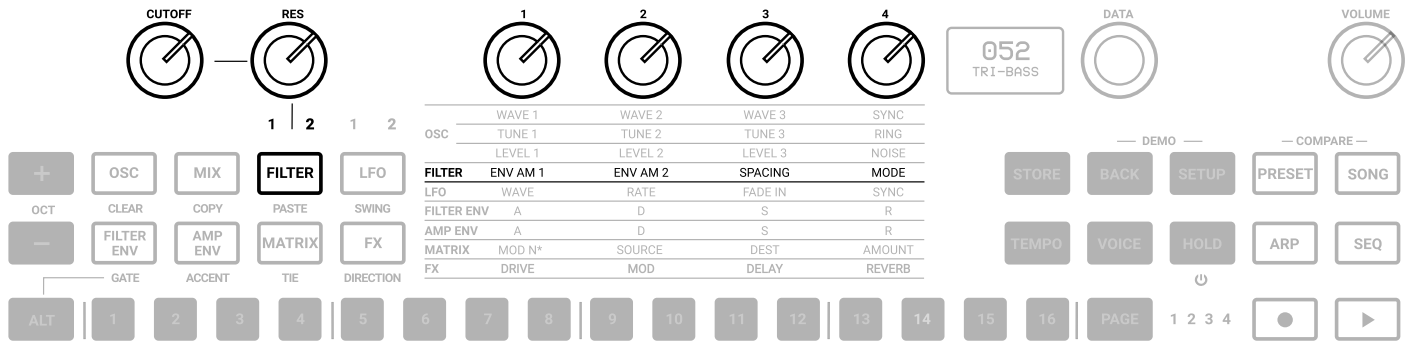 CUTOFF RES 1 2 3 4 DATA VOLUME
052
TRI-BASS
1 2 1 2
WAVE 1 WAVE 2 WAVE 3 SYNC
OSC TUNE 1 TUNE 2 TUNE 3 RING
LEVEL 1 LEVEL 2 LEVEL 3 NOISE
FILTER ENV AM 1 ENV AM 2 SPACING MODE
LFO WAVE RATE FADE IN SYNC
FILTER ENV A D S R
AMP ENV A D S R
MATRIX MOD N* SOURCE DEST AMOUNT
FX DRIVE MOD DELAY REVERB
DEMO COMPARE
+ OSC MIX FILTER LFO STORE BACK SETUP PRESET SONG
OCT CLEAR COPY PASTE SWING
− FILTER ENV AMP ENV MATRIX FX TEMPO VOICE HOLD ARP SEQ
GATE ACCENT TIE DIRECTION
ALT 1 2 3 4 5 6 7 8 9 10 11 12 13 14 15 16 PAGE 1 2 3 4